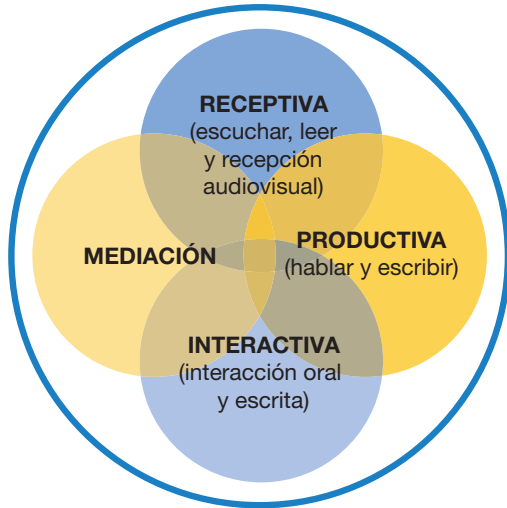 RECEPTIVA
(escuchar, leer
y recepción
audiovisual)
MEDIACIÓN
PRODUCTIVA
(hablar y escribir)
INTERACTIVA
(interacción oral
y escrita)